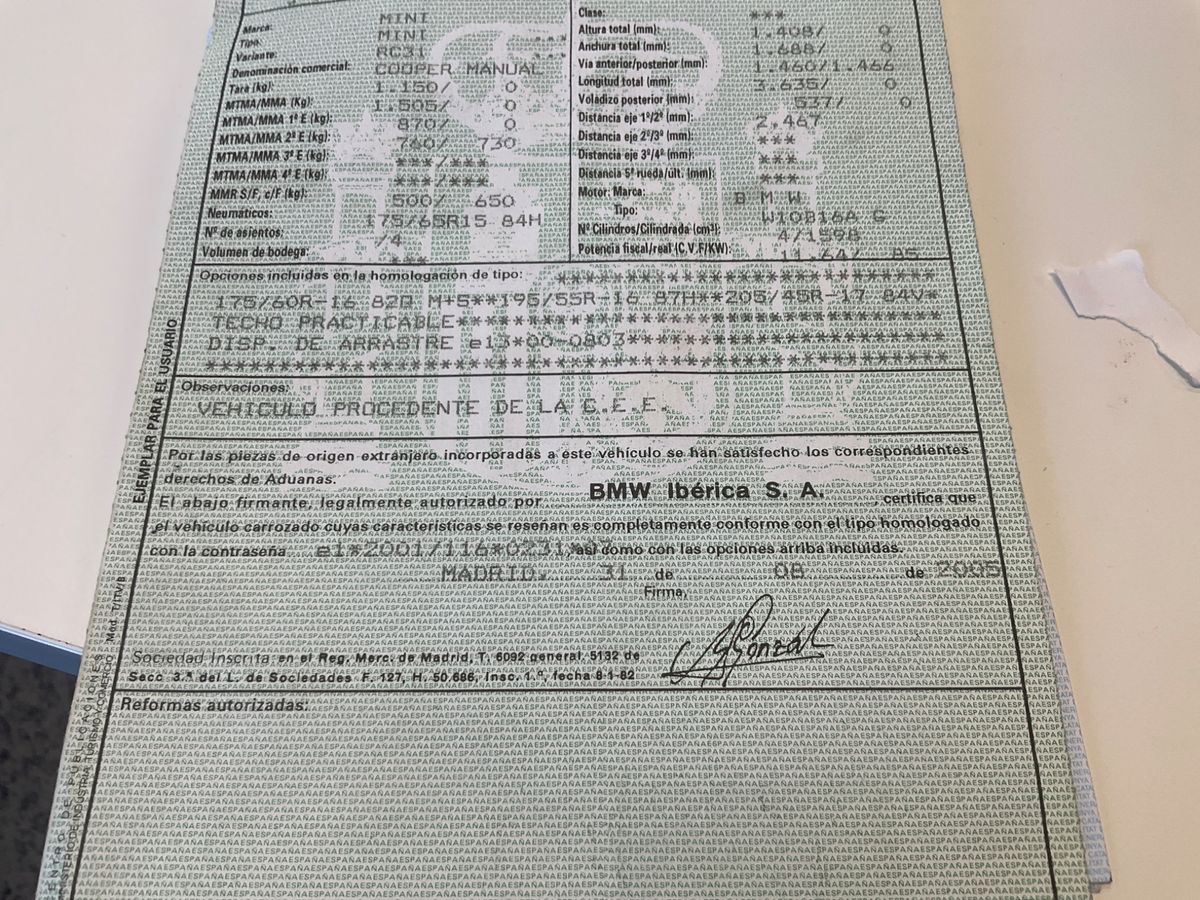 Marca: MINI
Tipo: MINI ***
Variante: RC31 ***
Denominación comercial: COOPER MANUAL
Tara (kg): 1.150/ 0
MTMA/MMA (Kg): 1.505/ 0
MTMA/MMA 1º E (kg): 870/ 0
MTMA/MMA 2º E (kg): 760/ 730
MTMA/MMA 3º E (kg): ***/***
MTMA/MMA 4º E (kg): ***/***
MMR S/F, c/F (kg): 500/ 650
Neumáticos: 175/65R15 84H
Nº de asientos: /4
Volumen de bodega: ***
Clase: ***
Altura total (mm): 1.408/ 0
Anchura total (mm): 1.688/ 0
Vía anterior/posterior (mm): 1.460/1.466
Longitud total (mm): 3.635/ 0
Voladizo posterior (mm): 537/ 0
Distancia eje 1º/2º (mm): 2.467
Distancia eje 2º/3º (mm): ***
Distancia eje 3º/4º (mm): ***
Distancia 5ª rueda/últ. (mm): ***
Motor: Marca: B M W
Tipo: W10B16A G
Nº Cilindros/Cilindrada (cm³): 4/1598
Potencia fiscal/real (C.V.F/KW): 11.64/ 85
Opciones incluidas en la homologación de tipo: ******************************
175/60R-16 82Q M+S**195/55R-16 87H**205/45R-17 84V*
TECHO PRACTICABLE**********************************
DISP. DE ARRASTRE e13*00-0803**********************
***************************************************
Observaciones:
VEHICULO PROCEDENTE DE LA C.E.E.
EJEMPLAR PARA EL USUARIO
Por las piezas de origen extranjero incorporadas a este vehículo se han satisfecho los correspondientes
derechos de Aduanas.
El abajo firmante, legalmente autorizado por BMW Ibérica S. A. certifica que
el vehículo carrozado cuyas características se reseñan es completamente conforme con el tipo homologado
con la contraseña e1*2001/116*0231* así como con las opciones arriba incluidas.
MADRID, 31 de 08 de 2005
Firma,
Sociedad Inscrita en el Reg. Merc. de Madrid, T. 6092 general, 5132 de
Secc 3.ª del L. de Sociedades F. 127, H. 50.686, Insc. 1.ª, fecha 8-1-82
Mod. T/ITV/B
Reformas autorizadas: